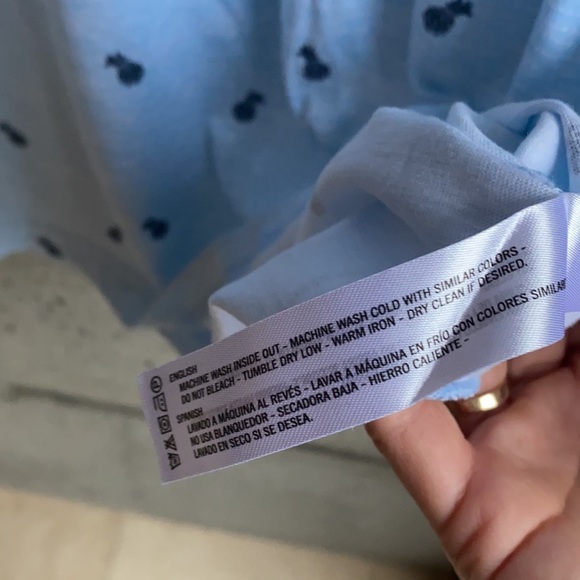 ENGLISH
MACHINE WASH INSIDE OUT - MACHINE WASH COLD WITH SIMILAR COLORS -
DO NOT BLEACH - TUMBLE DRY LOW - WARM IRON - DRY CLEAN IF DESIRED.
SPANISH
LAVADO A MÁQUINA AL REVÉS - LAVAR A MÁQUINA EN FRÍO CON COLORES SIMILAR
NO USA BLANQUEDOR - SECADORA BAJA - HIERRO CALIENTE -
LAVADO EN SECO SI SE DESEA.